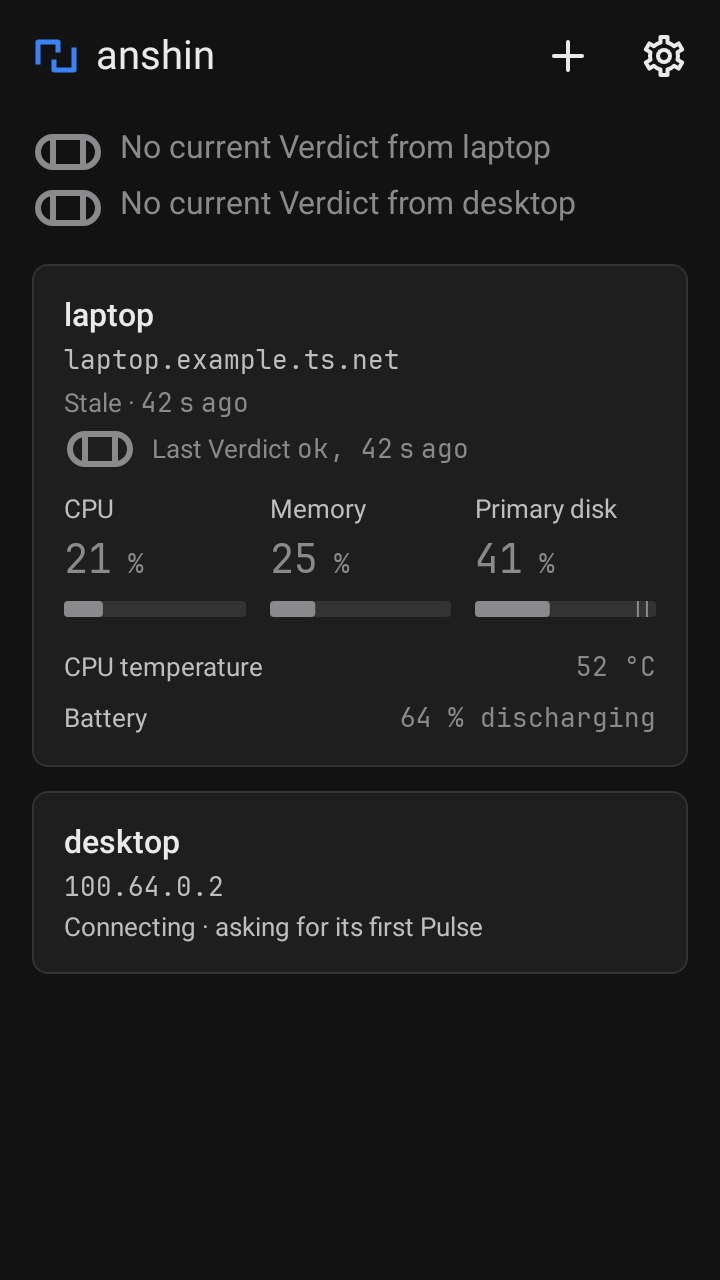 anshin
No current Verdict from laptop
No current Verdict from desktop
laptop
laptop.example.ts.net
Stale · 42 s ago
Last Verdict ok, 42 s ago
CPU Memory Primary disk
21 % 25 % 41 %
CPU temperature 52 °C
Battery 64 % discharging
desktop
100.64.0.2
Connecting · asking for its first Pulse